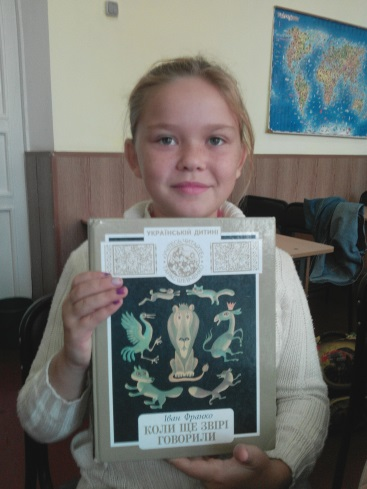 УКРАЇНСЬКІЙ ДИТИНІ
Іван Франко
КОЛИ ЩЕ ЗВІРІ
ГОВОРИЛИ